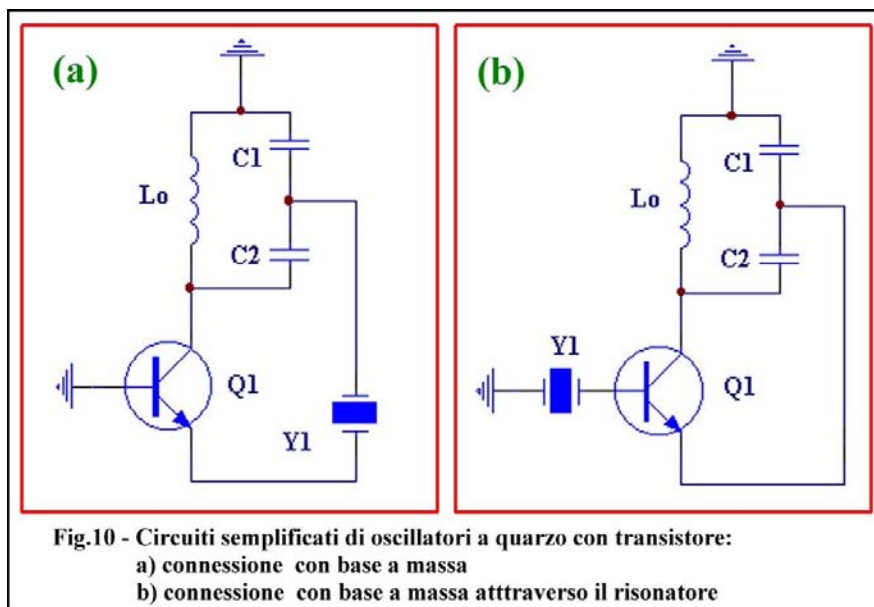 (a)
C1
Lo
C2
Q1
Y1
(b)
C1
Lo
C2
Y1
Q1
Fig.10 - Circuiti semplificati di oscillatori a quarzo con transistore:
a) connessione con base a massa
b) connessione con base a massa atttraverso il risonatore